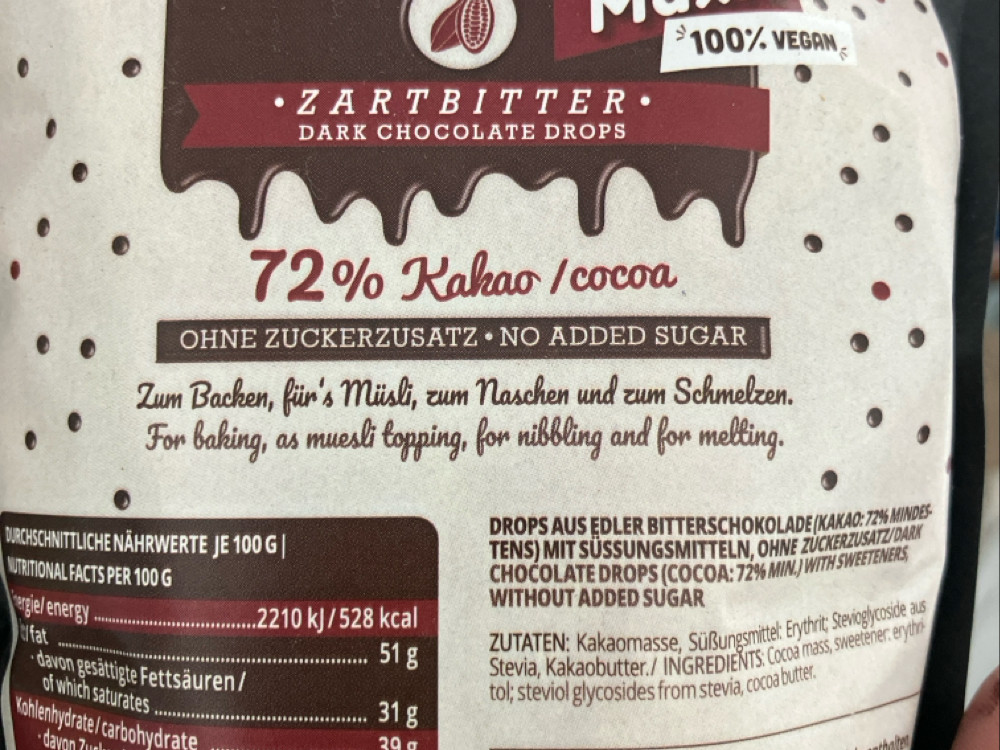 100% VEGAN
• ZARTBITTER •
DARK CHOCOLATE DROPS
72% Kakao / cocoa
OHNE ZUCKERZUSATZ • NO ADDED SUGAR
Zum Backen, für's Müsli, zum Naschen und zum Schmelzen.
For baking, as muesli topping, for nibbling and for melting.
DURCHSCHNITTLICHE NÄHRWERTE JE 100 G |
NUTRITIONAL FACTS PER 100 G
energy ........ 2210 kJ / 528 kcal
fat ........ 51 g
· davon gesättigte Fettsäuren /
of which saturates ........ 31 g
Kohlenhydrate / carbohydrate ........ 39 g
· davon
DROPS AUS EDLER BITTERSCHOKOLADE (KAKAO: 72% MINDES-
TENS) MIT SÜSSUNGSMITTELN, OHNE ZUCKERZUSATZ/DARK
CHOCOLATE DROPS (COCOA: 72% MIN.) WITH SWEETENERS,
WITHOUT ADDED SUGAR
ZUTATEN: Kakaomasse, Süßungsmittel: Erythrit; Stevioglycoside aus
Stevia, Kakaobutter./ INGREDIENTS: Cocoa mass, sweetener: erythri-
tol; steviol glycosides from stevia, cocoa butter.